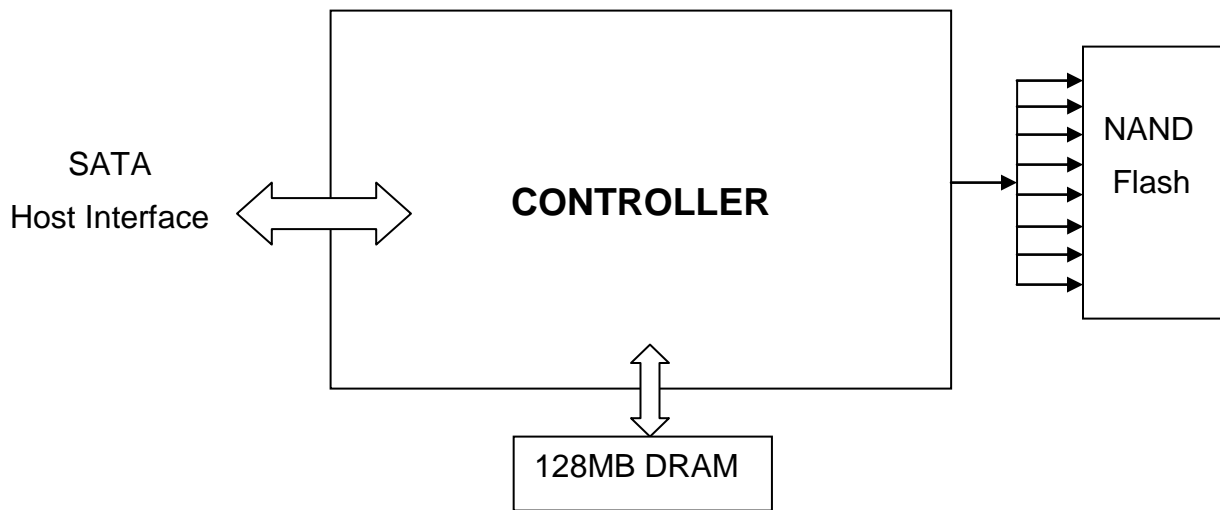 SATA
Host Interface
CONTROLLER
NAND
Flash
128MB DRAM